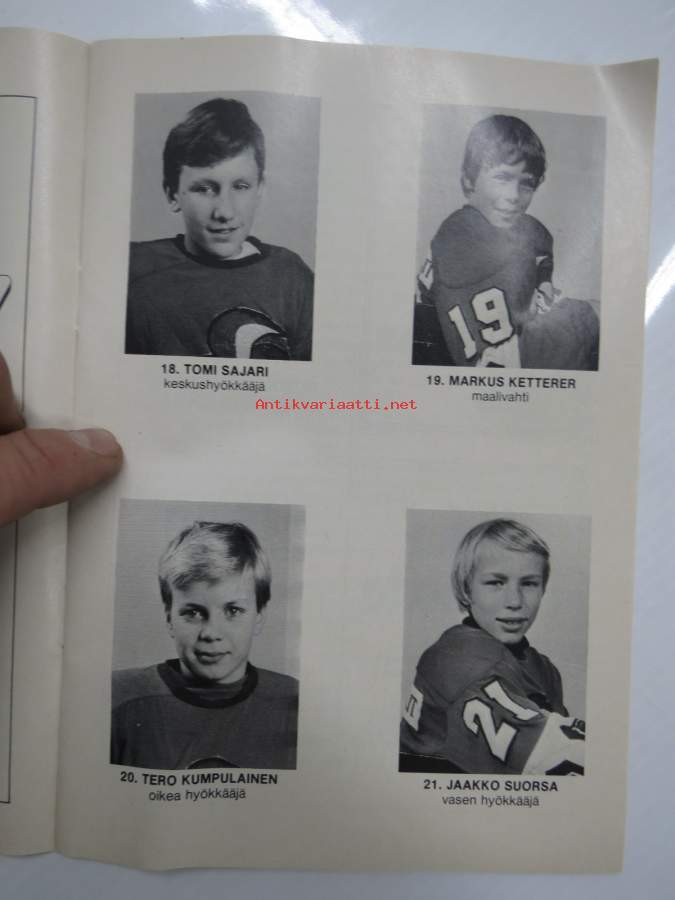 18. TOMI SAJARI
keskushyökkääjä
19. MARKUS KETTERER
maalivahti
Antikvariaatti.net
19
20. TERO KUMPULAINEN
oikea hyökkääjä
21. JAAKKO SUORSA
vasen hyökkääjä
21